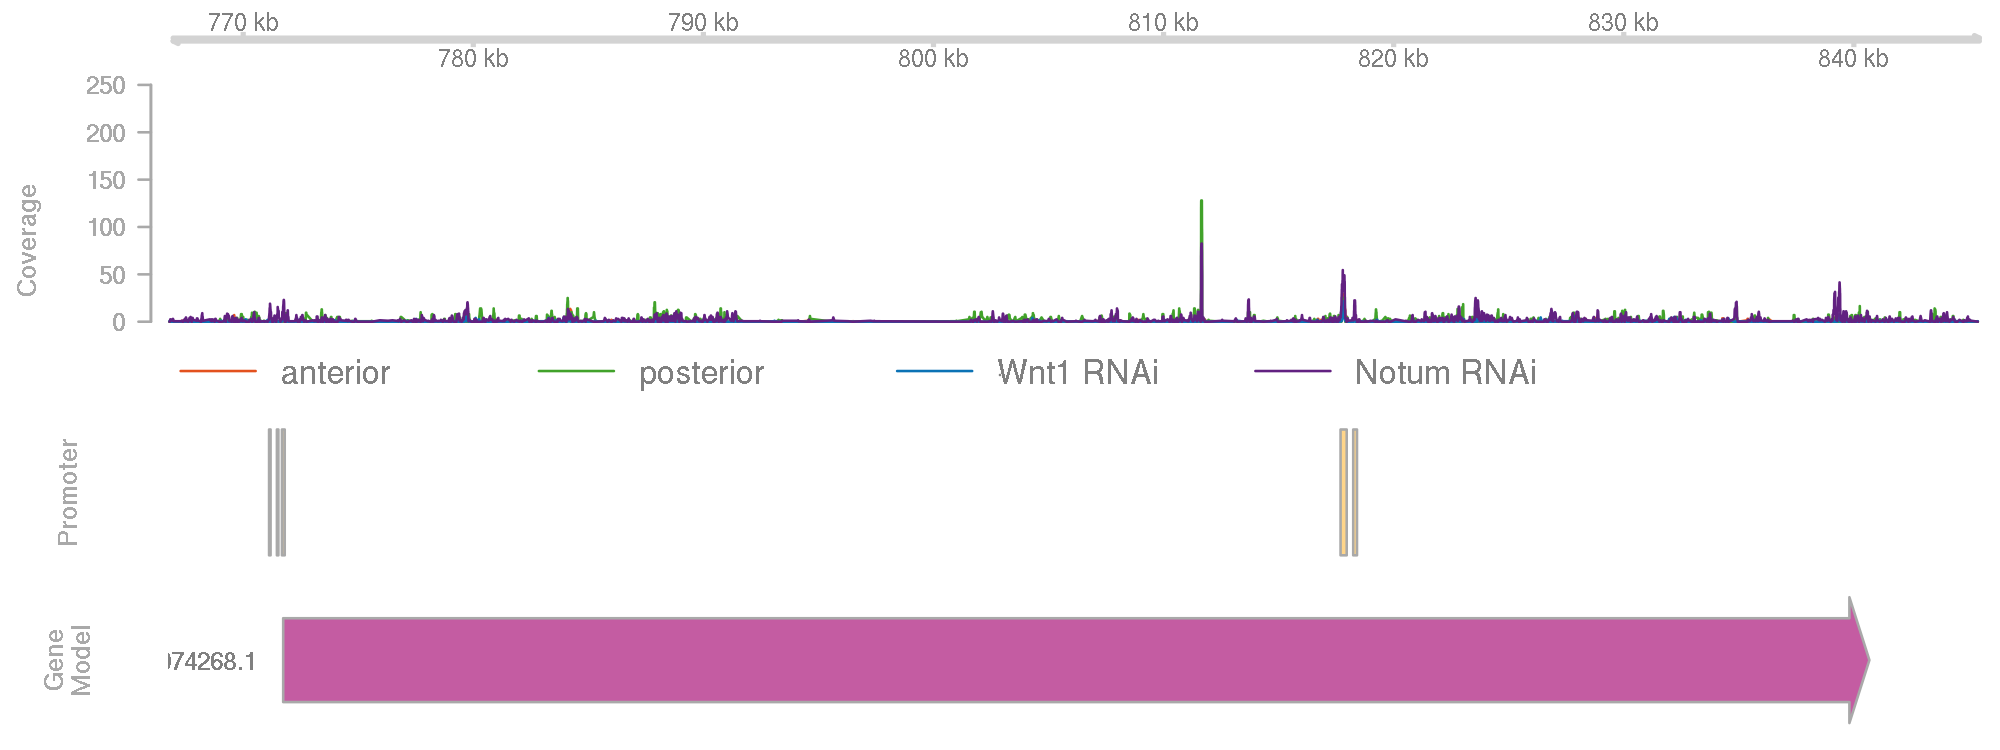 770 kb 790 kb 810 kb 830 kb
780 kb 800 kb 820 kb 840 kb
Coverage
250
200
150
100
50
0
anterior posterior Wnt1 RNAi Notum RNAi
Promoter
Gene
Model
74268.1